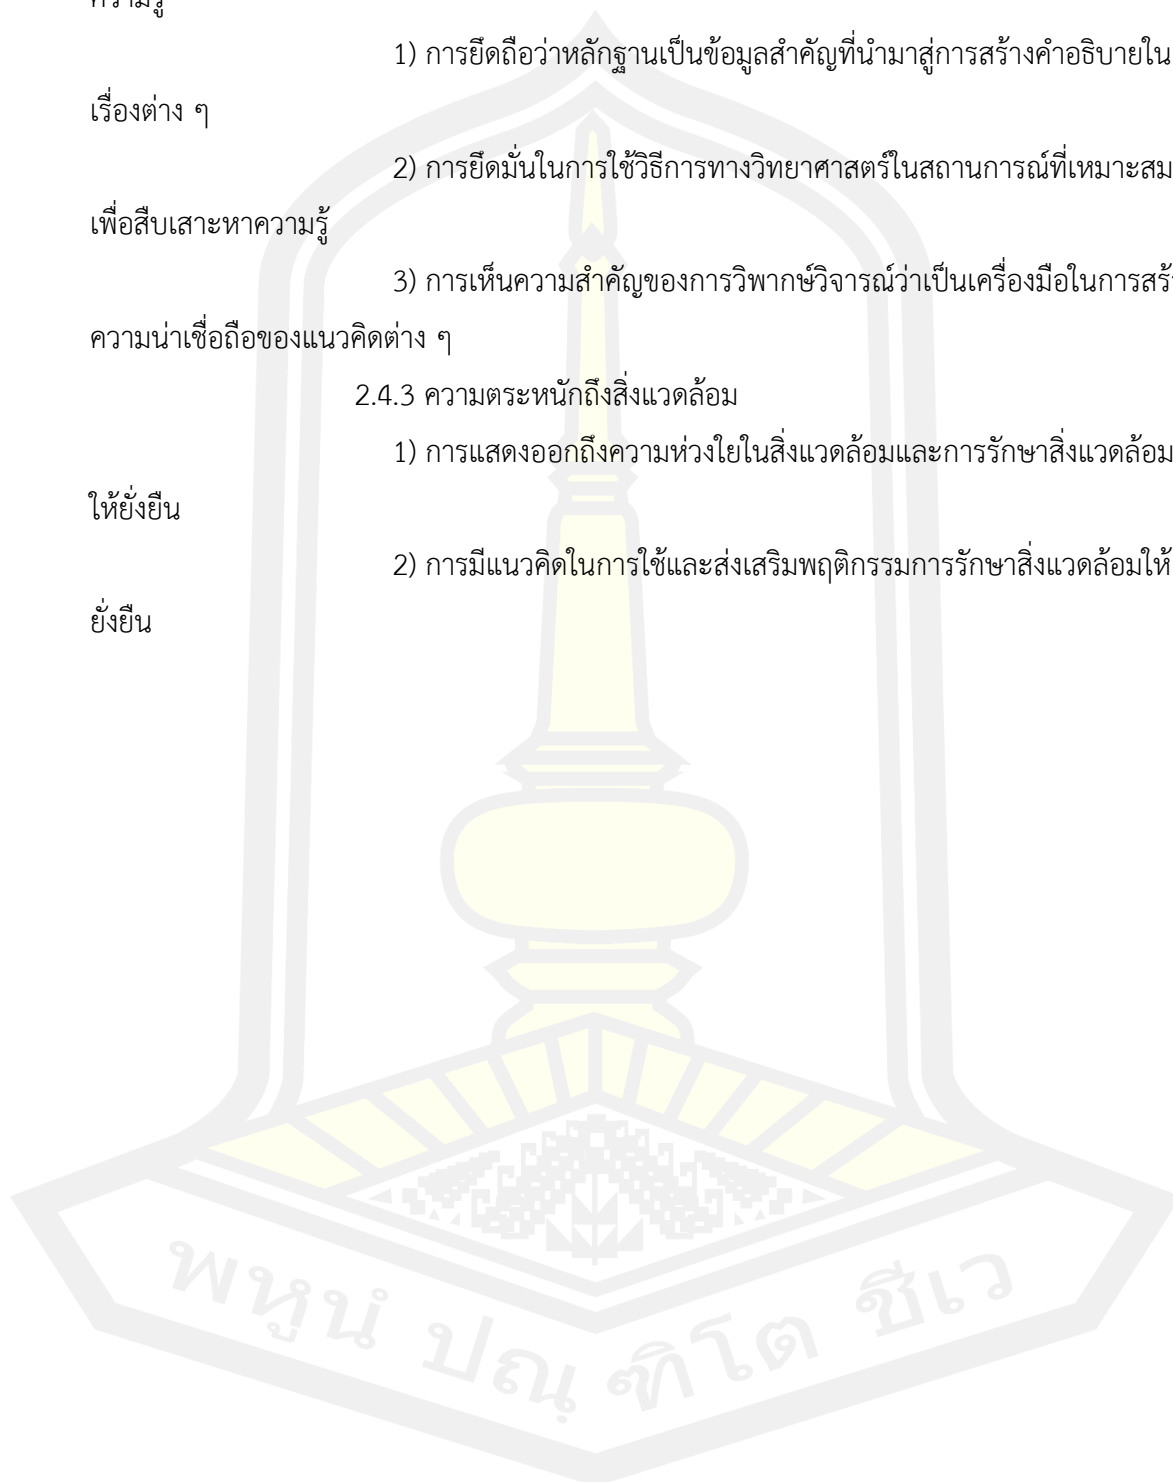 ความรู้
1) การยึดถือว่าหลักฐานเป็นข้อมูลสำคัญที่นำมาสู่การสร้างคำอธิบายใน
เรื่องต่าง ๆ
2) การยึดมั่นในการใช้วิธีการทางวิทยาศาสตร์ในสถานการณ์ที่เหมาะสม
เพื่อสืบเสาะหาความรู้
3) การเห็นความสำคัญของการวิพากษ์วิจารณ์ว่าเป็นเครื่องมือในการสร้
ความน่าเชื่อถือของแนวคิดต่าง ๆ
2.4.3 ความตระหนักถึงสิ่งแวดล้อม
1) การแสดงออกถึงความห่วงใยในสิ่งแวดล้อมและการรักษาสิ่งแวดล้อม
ให้ยั่งยืน
2) การมีแนวคิดในการใช้และส่งเสริมพฤติกรรมการรักษาสิ่งแวดล้อมให้
ยั่งยืน
พหูนํ ปณฺฑิโต ชีเว